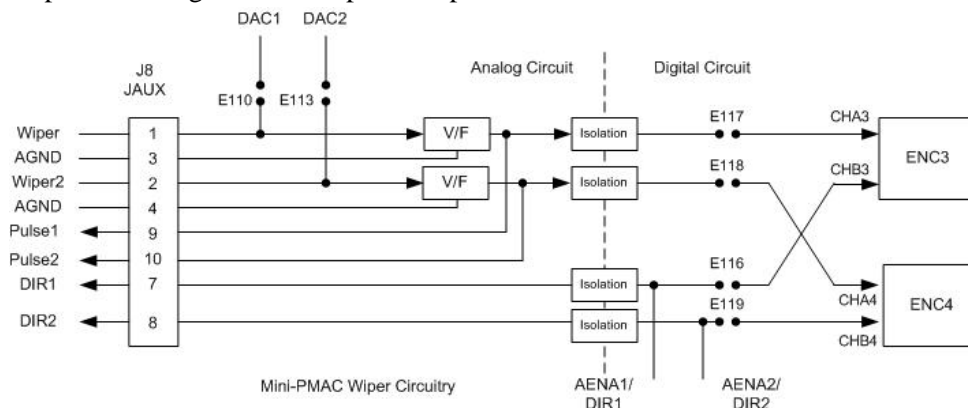 DAC1 DAC2
J8
JAUX
Analog Circuit Digital Circuit
E110 E113
E117 CHA3
Wiper 1 V/F Isolation
ENC3
AGND 3
E118 CHB3
Wiper2 2 V/F Isolation
AGND 4
Pulse1 9
Pulse2 10
E116
DIR1 7 Isolation
CHA4
ENC4
E119
DIR2 8 Isolation
CHB4
Mini-PMAC Wiper Circuitry
AENA1/
DIR1
AENA2/
DIR2